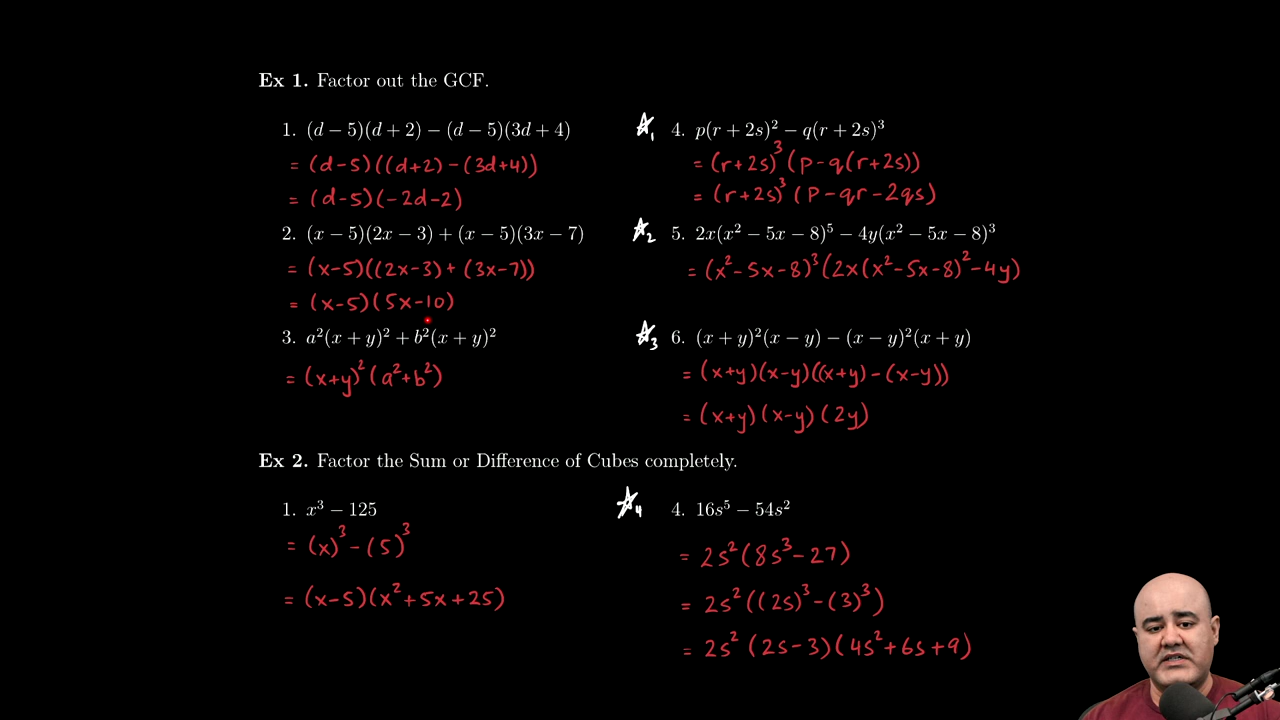 Ex 1. Factor out the GCF.
1. (d − 5)(d + 2) − (d − 5)(3d + 4)
= (d-5)((d+2) - (3d+4))
= (d-5)(-2d-2)
2. (x − 5)(2x − 3) + (x − 5)(3x − 7)
= (x-5)((2x-3) + (3x-7))
= (x-5)(5x-10)
3. a²(x + y)² + b²(x + y)²
= (x+y)²(a²+b²)
☆₁ 4. p(r + 2s)² − q(r + 2s)³
= (r+2s)³(p-q(r+2s))
= (r+2s)³(p-qr-2qs)
☆₂ 5. 2x(x² − 5x − 8)⁵ − 4y(x² − 5x − 8)³
= (x²-5x-8)³(2x(x²-5x-8)²-4y)
☆₃ 6. (x + y)²(x − y) − (x − y)²(x + y)
= (x+y)(x-y)((x+y)-(x-y))
= (x+y)(x-y)(2y)
Ex 2. Factor the Sum or Difference of Cubes completely.
1. x³ − 125
= (x)³-(5)³
= (x-5)(x²+5x+25)
☆₄ 4. 16s⁵ − 54s²
= 2s²(8s³-27)
= 2s²((2s)³-(3)³)
= 2s²(2s-3)(4s²+6s+9)